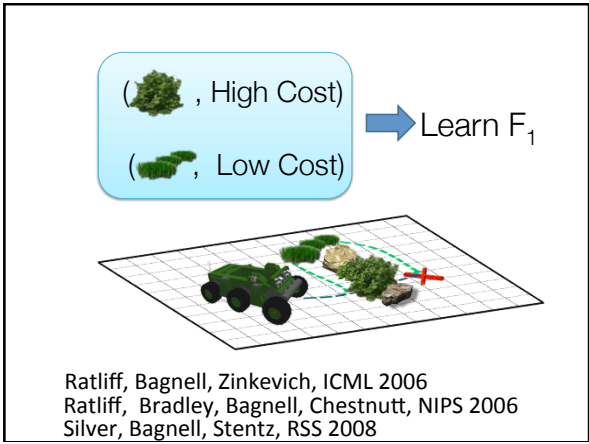 ( , High Cost)
Learn F₁
( , Low Cost)
Ratliff, Bagnell, Zinkevich, ICML 2006
Ratliff, Bradley, Bagnell, Chestnutt, NIPS 2006
Silver, Bagnell, Stentz, RSS 2008